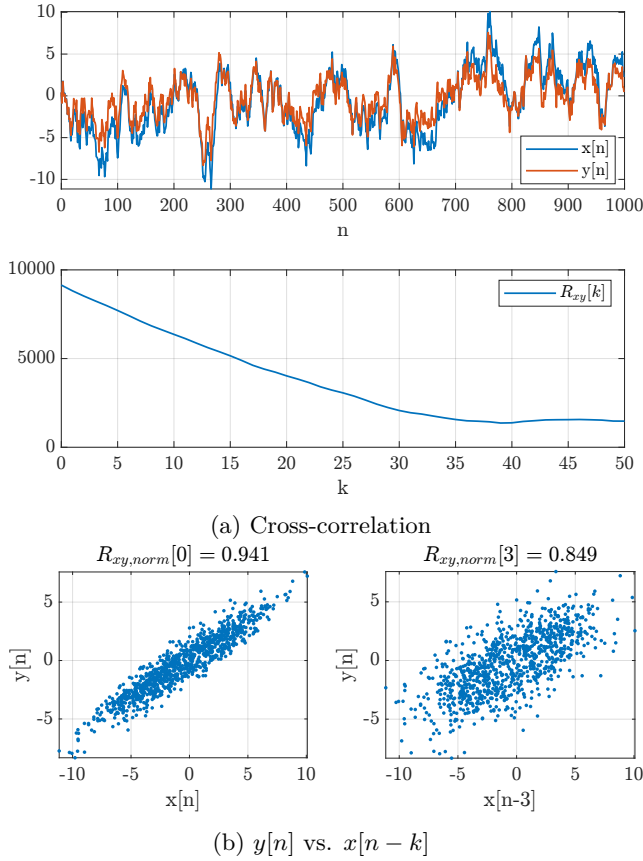 10
5
0
-5
-10
0 100 200 300 400 500 600 700 800 900 1000
n
x[n]
y[n]
10000
5000
0
0 5 10 15 20 25 30 35 40 45 50
k
R_{xy}[k]
(a) Cross-correlation
R_{xy,norm}[0] = 0.941
5
0
-5
y[n]
-10 -5 0 5 10
x[n]
R_{xy,norm}[3] = 0.849
5
0
-5
y[n]
-10 -5 0 5 10
x[n-3]
(b) y[n] vs. x[n − k]